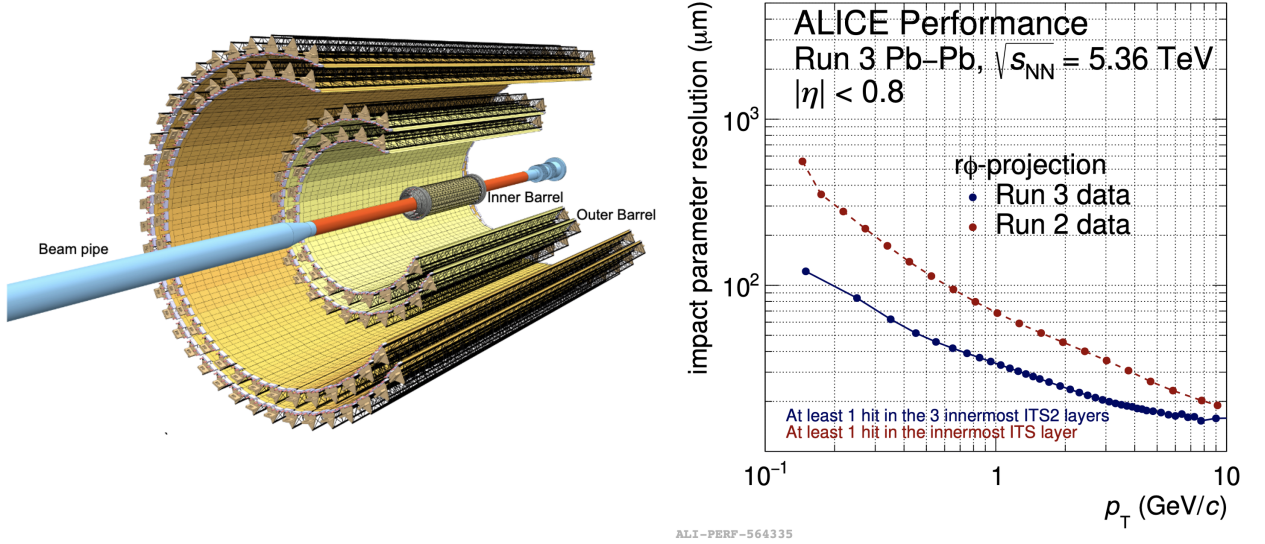 Beam pipe
Inner Barrel
Outer Barrel
ALICE Performance
Run 3 Pb−Pb, √sNN = 5.36 TeV
|η| < 0.8
rφ-projection
Run 3 data
Run 2 data
At least 1 hit in the 3 innermost ITS2 layers
At least 1 hit in the innermost ITS layer
impact parameter resolution (μm)
10³
10²
10⁻¹
1
10
pT (GeV/c)
ALI-PERF-564335